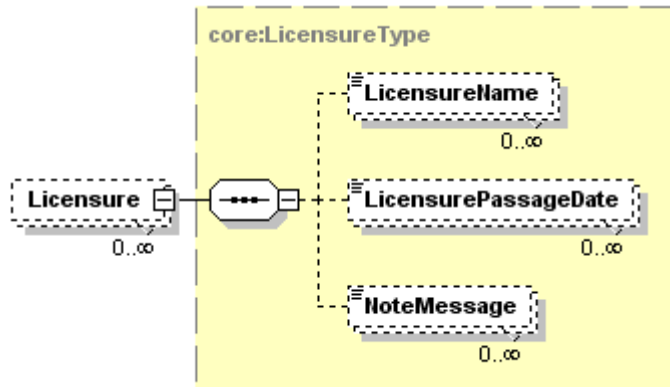 core:LicensureType
LicensureName
0..∞
Licensure
0..∞
LicensurePassageDate
0..∞
NoteMessage
0..∞